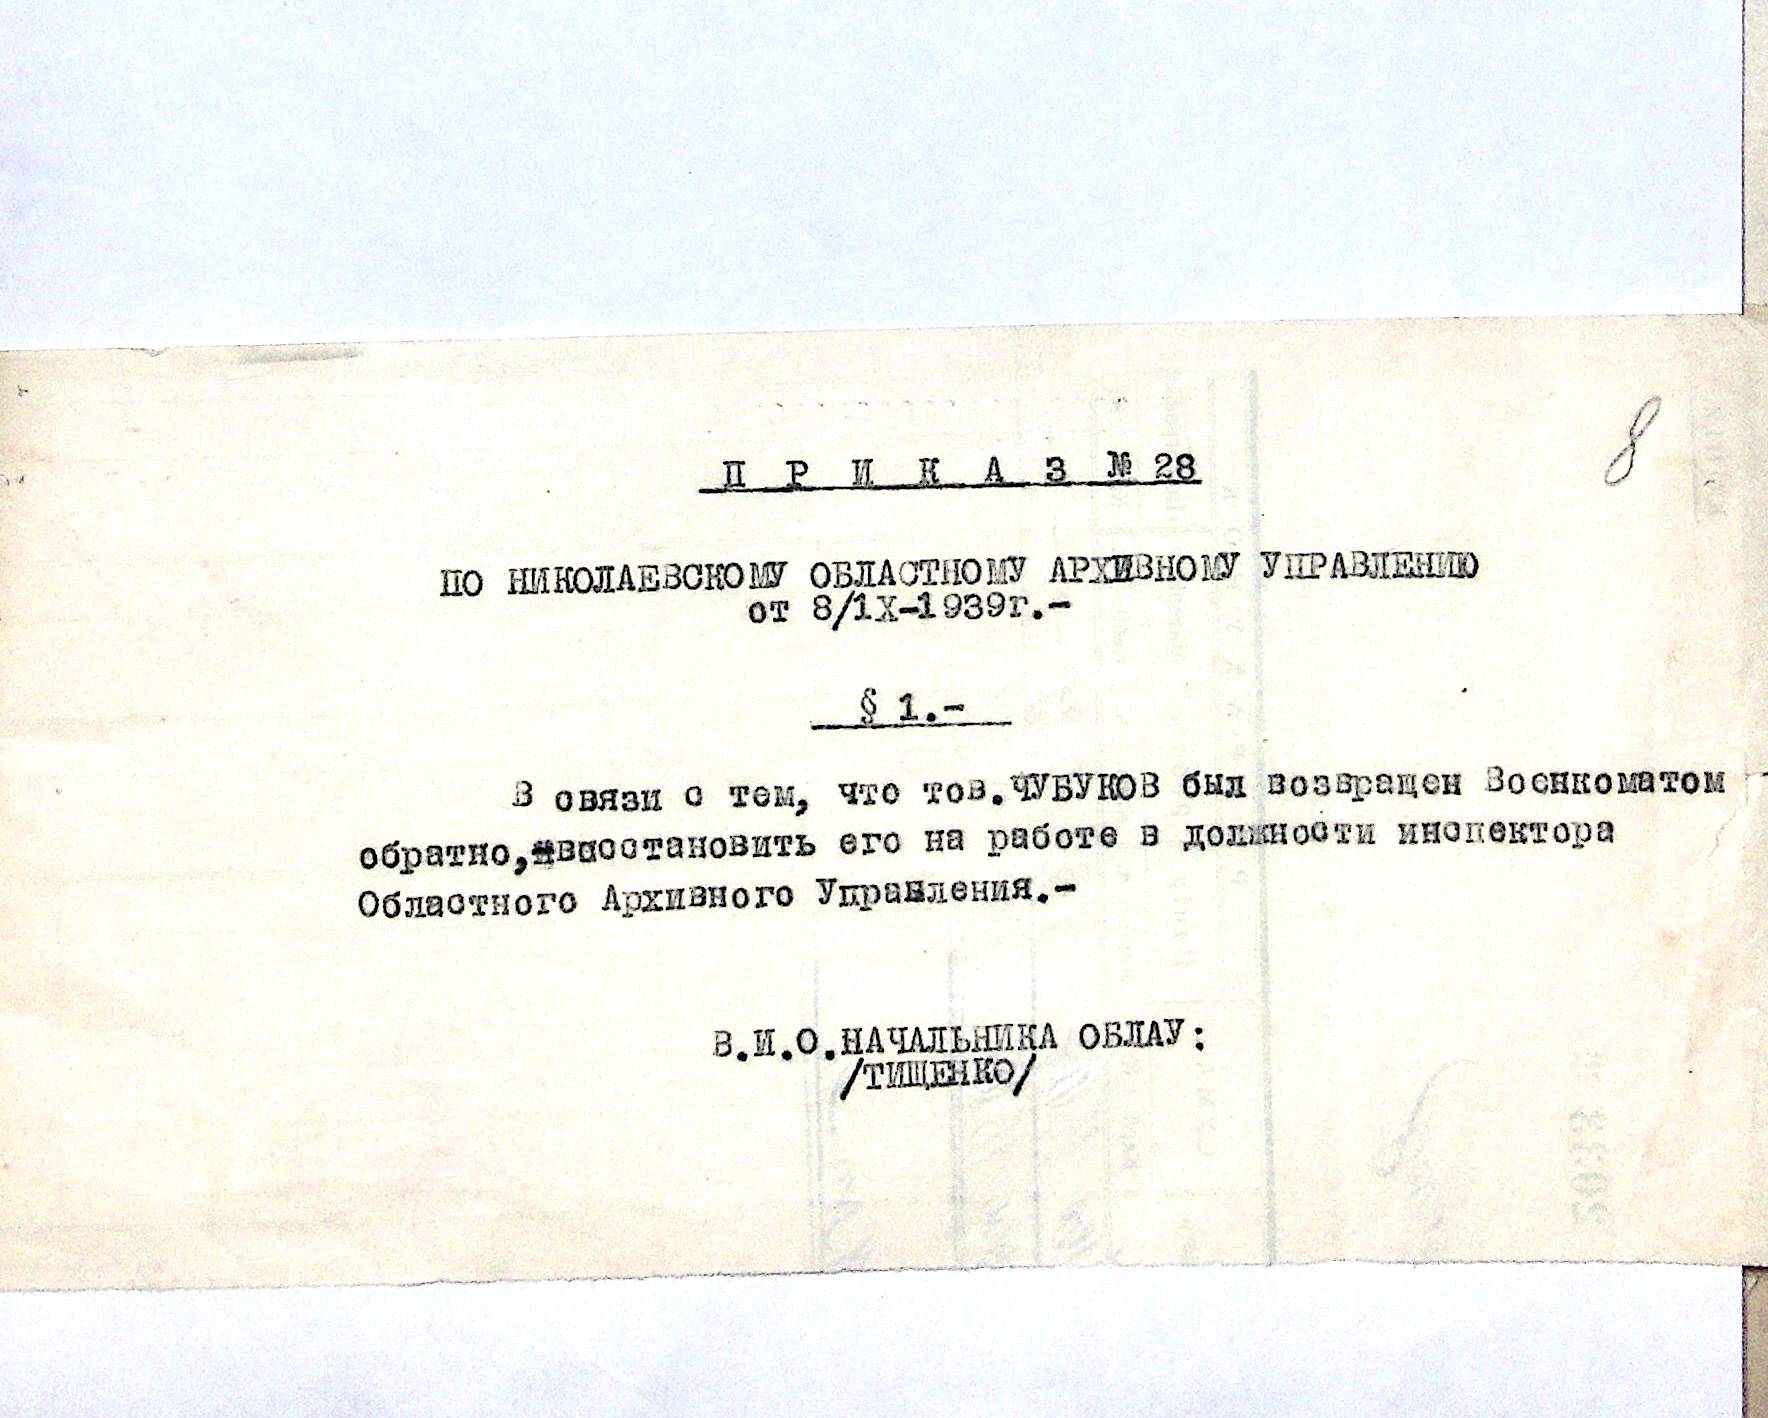 8
П Р И К А З № 28
ПО НИКОЛАЕВСКОМУ ОБЛАСТНОМУ АРХИВНОМУ УПРАВЛЕНИЮ
от 8/1Х-1939г.-
§ 1.-
В связи с тем, что тов.ЧУБУКОВ был возвращен Военкоматом
обратно, восстановить его на работе в должности инспектора
Областного Архивного Управления.-
В.И.О.НАЧАЛЬНИКА ОБЛАУ:
/ТИЩЕНКО/